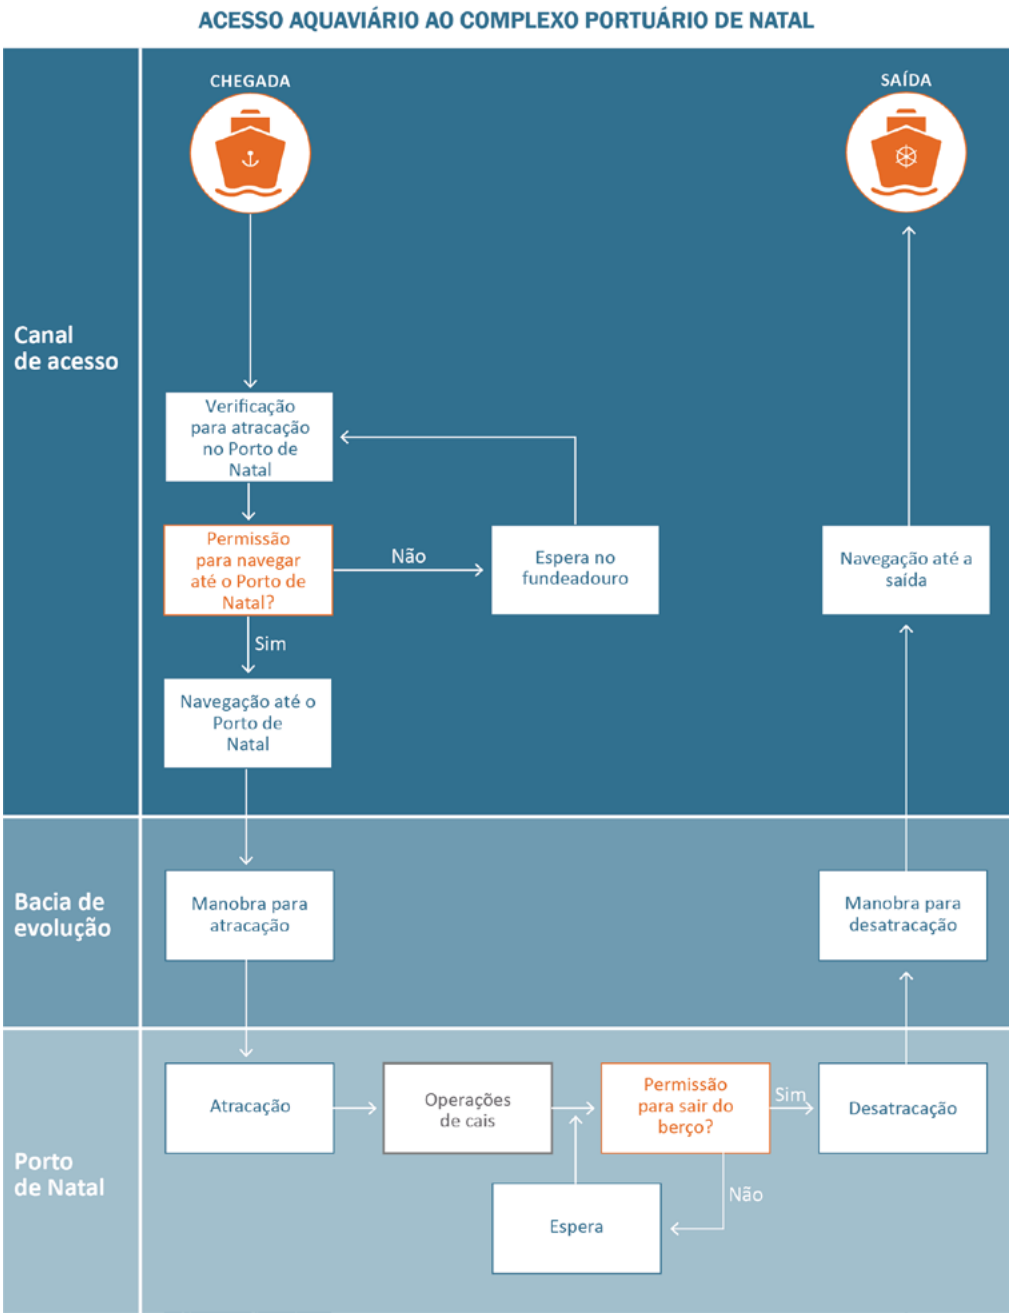 ACESSO AQUAVIÁRIO AO COMPLEXO PORTUÁRIO DE NATAL
CHEGADA
SAÍDA
Canal
de acesso
Verificação
para atracação
no Porto de
Natal
Permissão
para navegar
até o Porto de
Natal?
Não
Espera no
fundeadouro
Navegação até a
saída
Sim
Navegação até o
Porto de
Natal
Bacia de
evolução
Manobra para
atracação
Manobra para
desatracação
Porto
de Natal
Atracação
Operações
de cais
Permissão
para sair do
berço?
Sim
Desatracação
Não
Espera